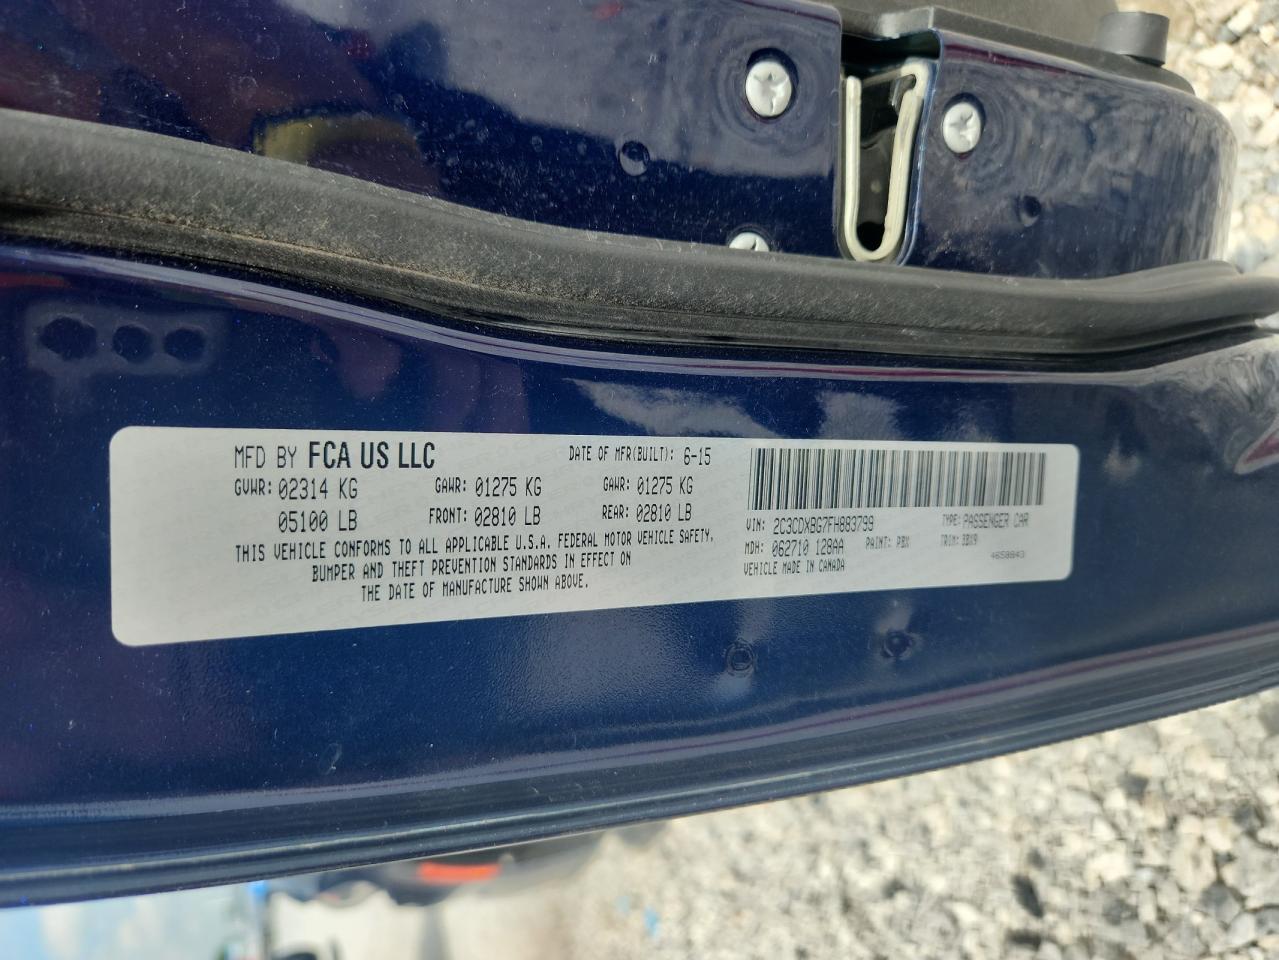 MFD BY FCA US LLC DATE OF MFR(BUILT): 6-15
GVWR: 02314 KG GAWR: 01275 KG GAWR: 01275 KG
05100 LB FRONT: 02810 LB REAR: 02810 LB
THIS VEHICLE CONFORMS TO ALL APPLICABLE U.S.A. FEDERAL MOTOR VEHICLE SAFETY,
BUMPER AND THEFT PREVENTION STANDARDS IN EFFECT ON
THE DATE OF MANUFACTURE SHOWN ABOVE.
VIN: 2C3CDXBG7FH883799 TYPE: PASSENGER CAR
MDH: 062710 128AA PAINT: PBX TRIM: 3BX9
VEHICLE MADE IN CANADA 4658843